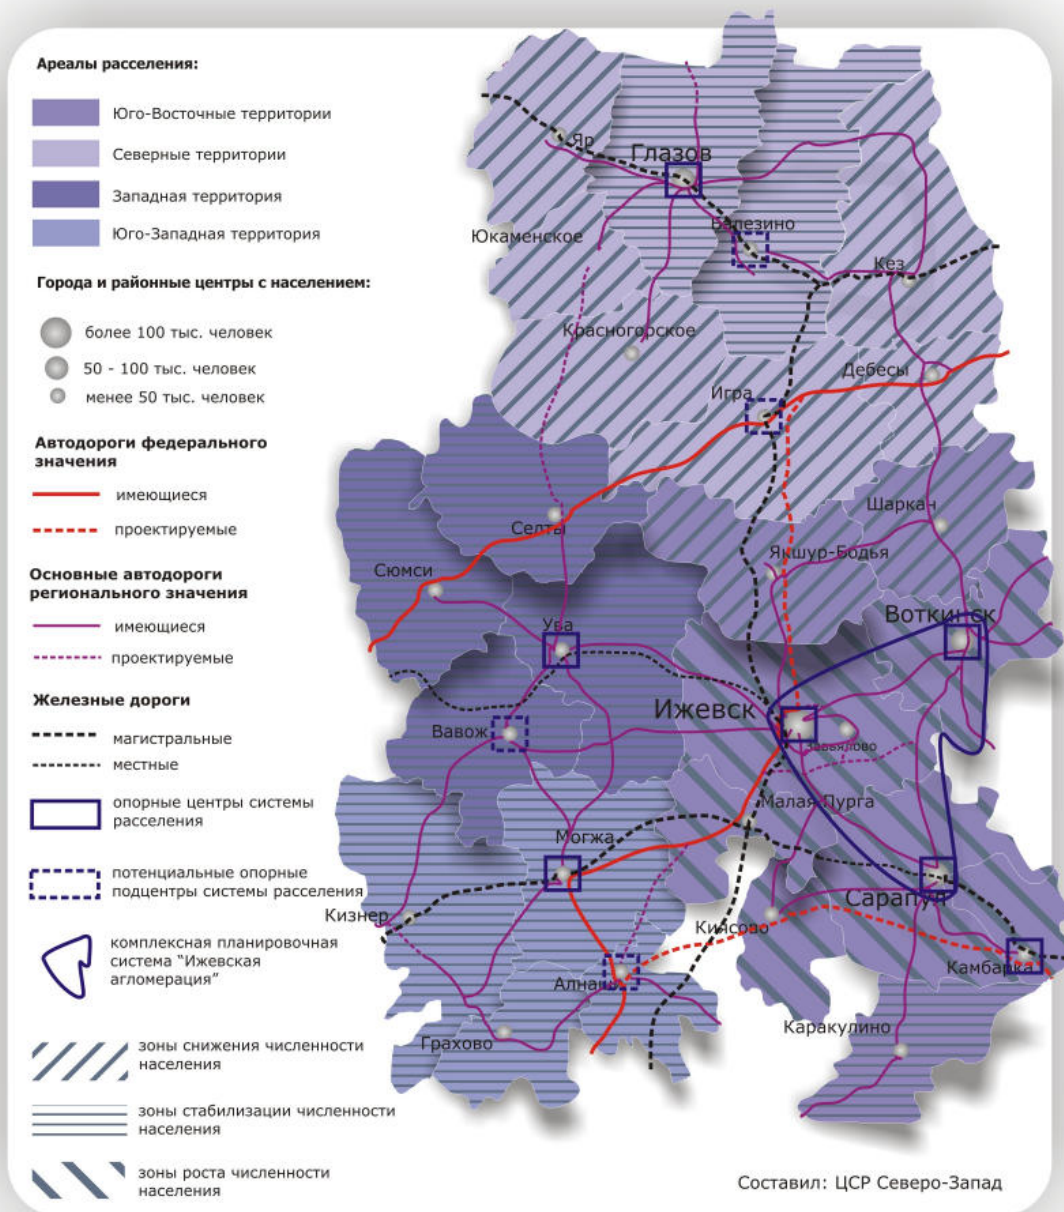 Ареалы расселения:
Юго-Восточные территории
Северные территории
Западная территория
Юго-Западная территория
Города и районные центры с населением:
более 100 тыс. человек
50 - 100 тыс. человек
менее 50 тыс. человек
Автодороги федерального
значения
имеющиеся
проектируемые
Основные автодороги
регионального значения
имеющиеся
проектируемые
Железные дороги
магистральные
местные
опорные центры системы
расселения
потенциальные опорные
подцентры системы расселения
комплексная планировочная
система “Ижевская
агломерация”
зоны снижения численности
населения
зоны стабилизации численности
населения
зоны роста численности
населения
Яр
Глазов
Юкаменское
Балезино
Кез
Красногорское
Дебесы
Игра
Селты
Шаркан
Якшур-Бодья
Сюмси
Ува
Воткинск
Вавож
Ижевск
Завьялово
Малая Пурга
Могжа
Сарапул
Кизнер
Киясово
Камбарка
Алнаши
Каракулино
Грахово
Составил: ЦСР Северо-Запад